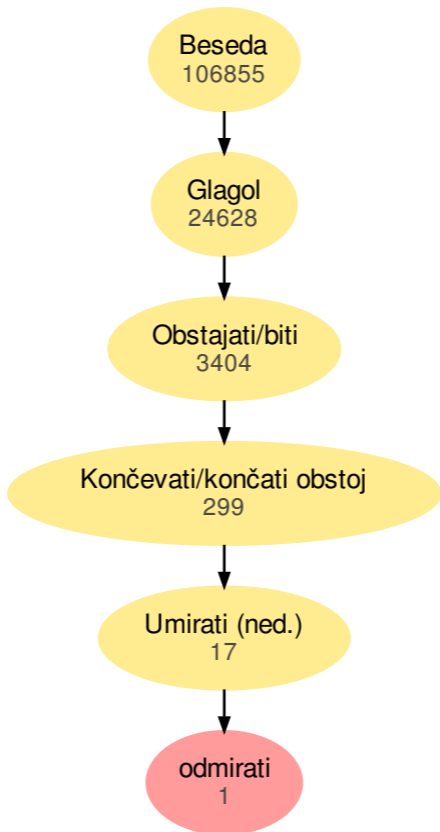 Beseda
106855
Glagol
24628
Obstajati/biti
3404
Končevati/končati obstoj
299
Umirati (ned.)
17
odmirati
1